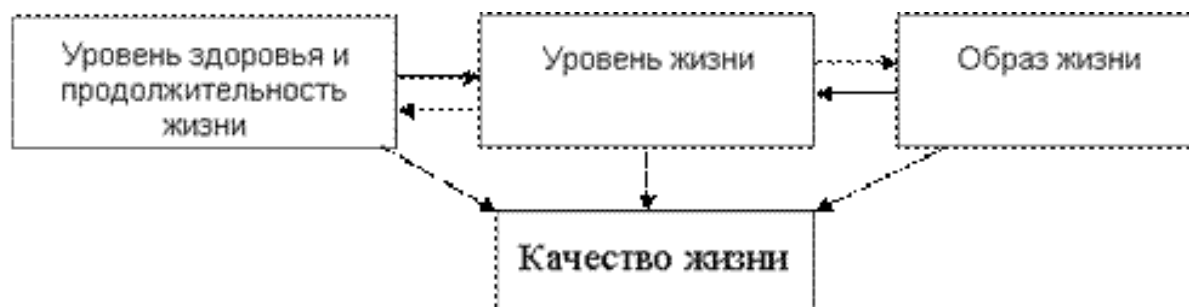 Уровень здоровья и
продолжительность
жизни
Уровень жизни
Образ жизни
Качество жизни